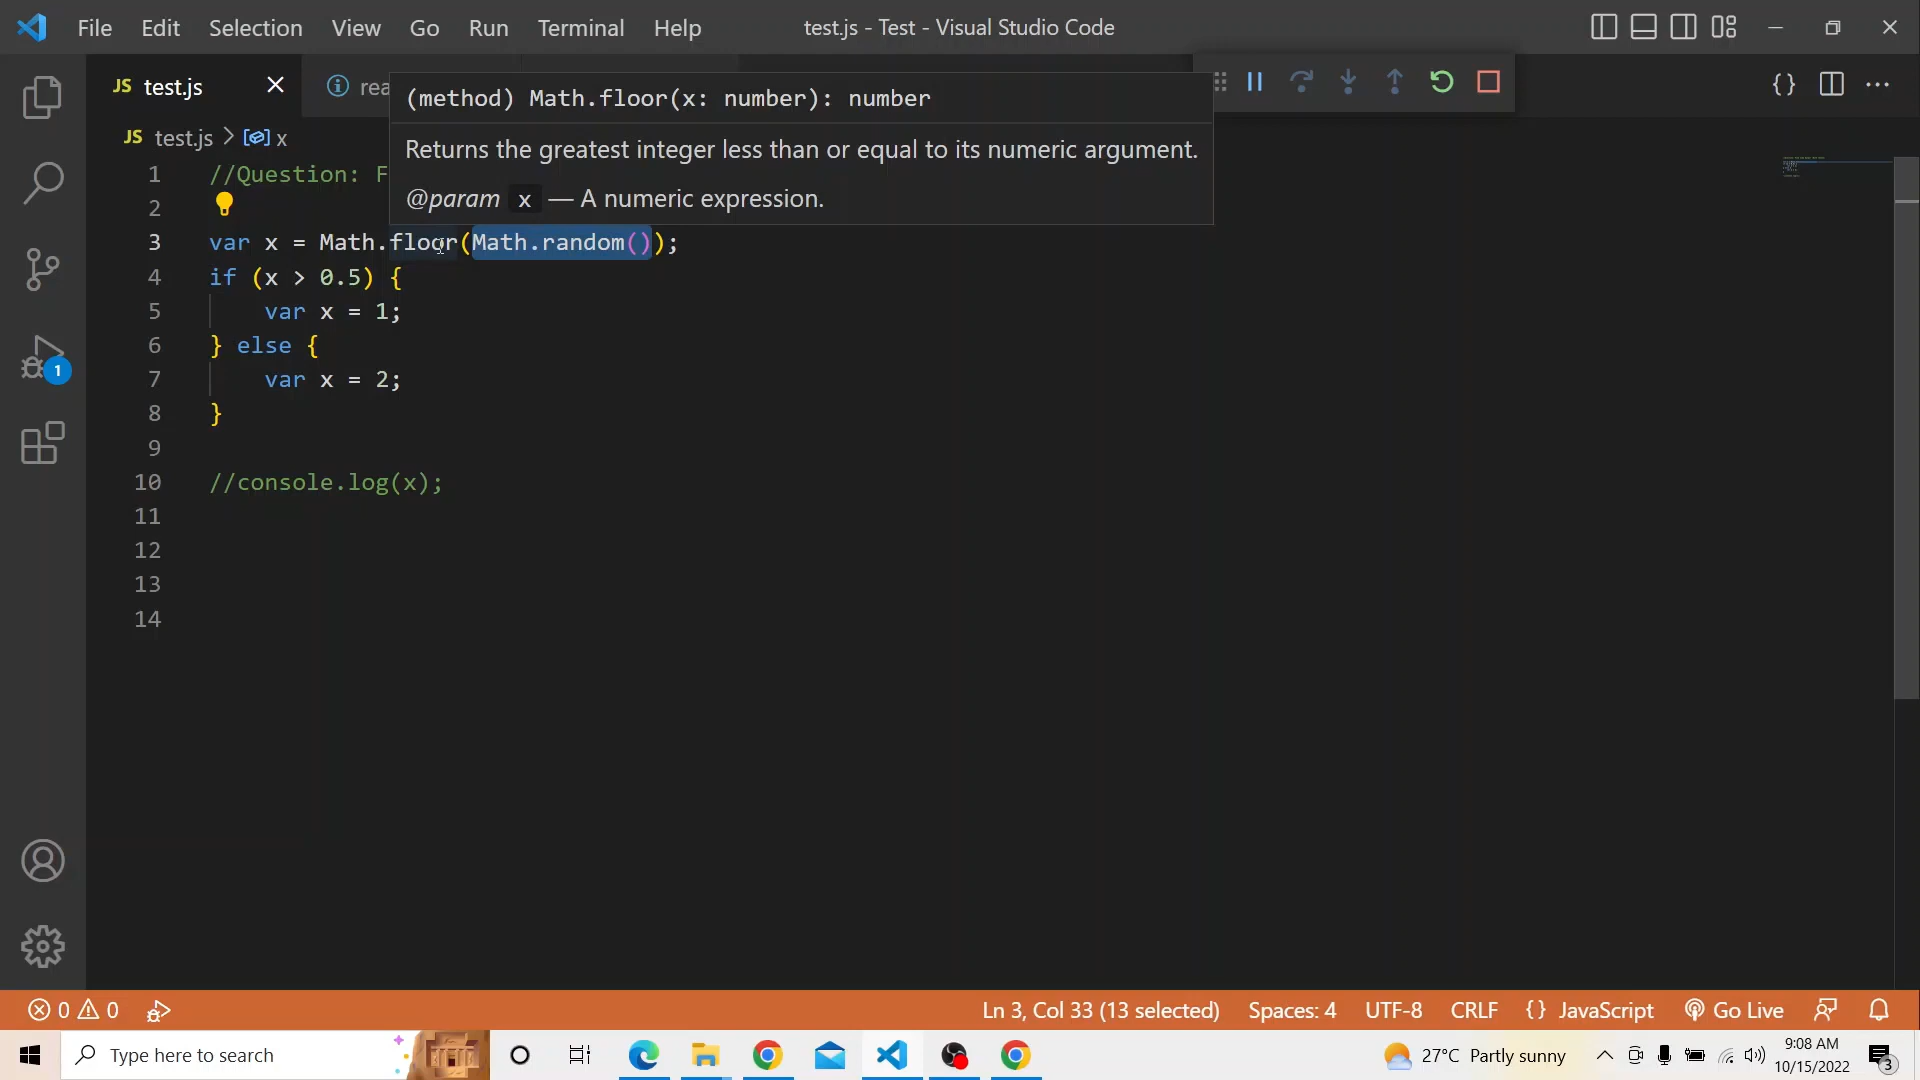 File Edit Selection View Go Run Terminal Help
test.js - Test - Visual Studio Code
JS test.js
rea
(method) Math.floor(x: number): number
Returns the greatest integer less than or equal to its numeric argument.
@param x — A numeric expression.
JS test.js > x
1 //Question: F
2
3 var x = Math.floor(Math.random());
4 if (x > 0.5) {
5 var x = 1;
6 } else {
7 var x = 2;
8 }
9
10 //console.log(x);
11
12
13
14
1
0 0
Ln 3, Col 33 (13 selected) Spaces: 4 UTF-8 CRLF {} JavaScript Go Live
Type here to search
27°C Partly sunny
9:08 AM
10/15/2022
3